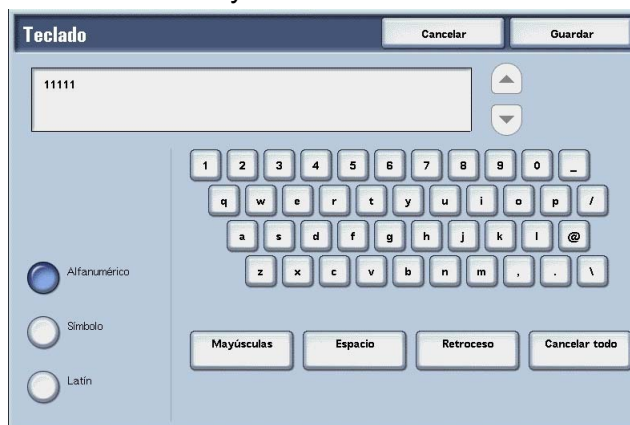 Teclado Cancelar Guardar
11111
1 2 3 4 5 6 7 8 9 0 _
q w e r t y u i o p /
a s d f g h j k l @
z x c v b n m , . \
Alfanumérico
Símbolo
Latín
Mayúsculas Espacio Retroceso Cancelar todo